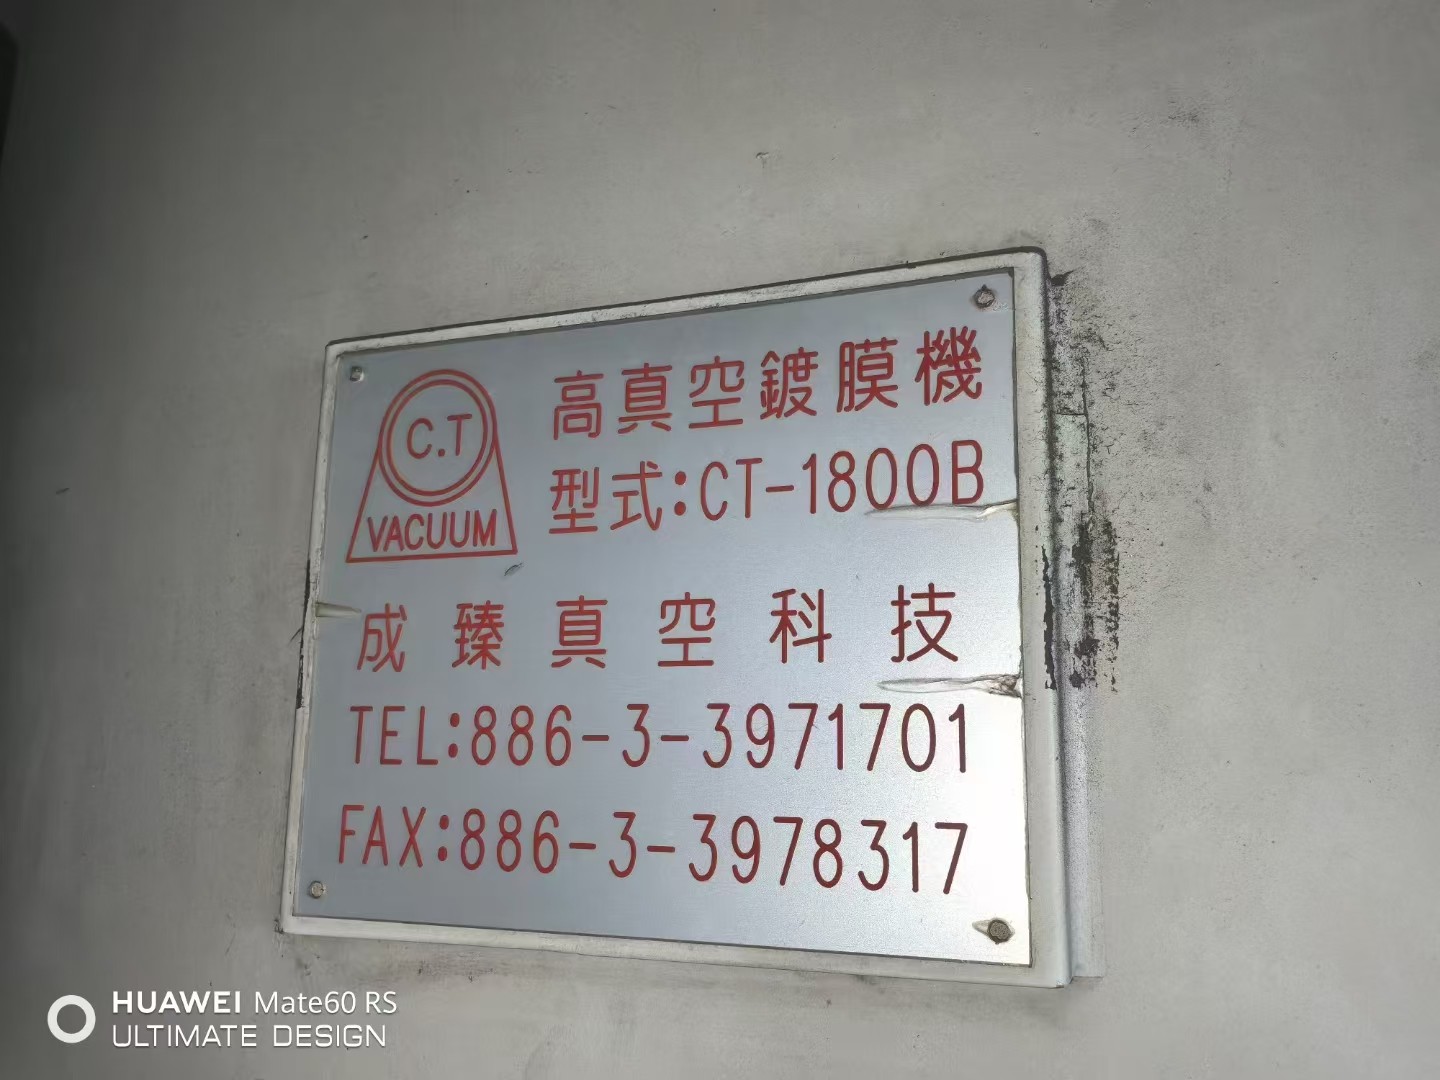 C.T
VACUUM
高真空鍍膜機
型式:CT-1800B
成臻真空科技
TEL:886-3-3971701
FAX:886-3-3978317
HUAWEI Mate60 RS
ULTIMATE DESIGN